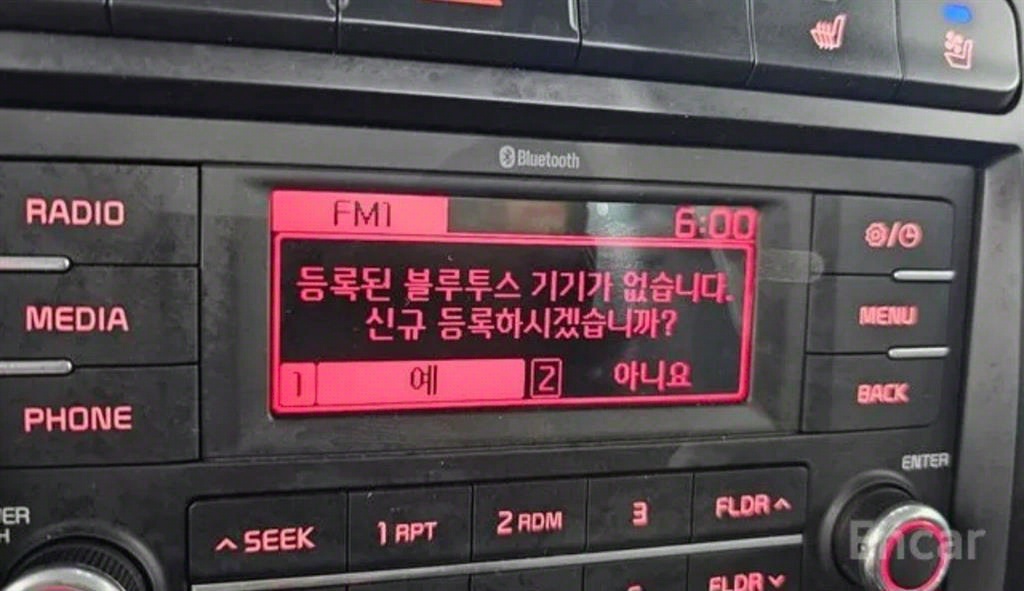 Bluetooth
RADIO
FM1
6:00
MEDIA
등록된 블루투스 기기가 없습니다.
신규 등록하시겠습니까?
MENU
1 예 2 아니요
BACK
PHONE
ENTER
SEEK
1 RPT
2 RDM
3
FLDR
FLDR
Encar